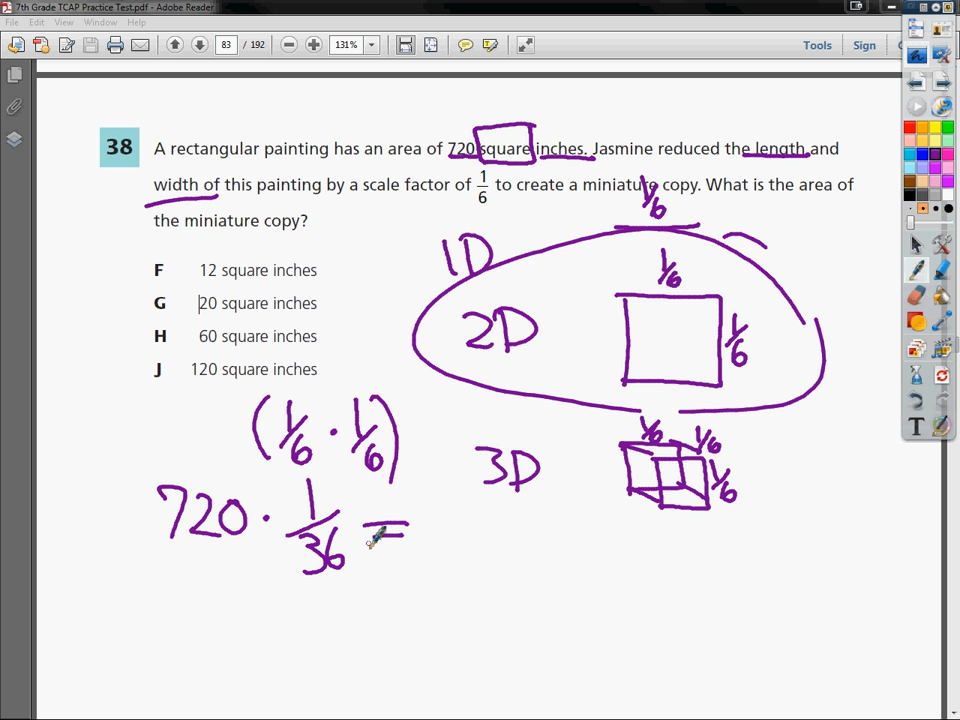 7th Grade TCAP Practice Test.pdf - Adobe Reader
File Edit View Window Help
83 / 192 131% Tools Sign
38 A rectangular painting has an area of 720 square inches. Jasmine reduced the length and
width of this painting by a scale factor of 1/6 to create a miniature copy. What is the area of
the miniature copy?
F 12 square inches
G 20 square inches
H 60 square inches
J 120 square inches
1D 1/6
2D 1/6 1/6
3D 1/6 1/6 1/6
(1/6 · 1/6)
720 · 1/36 =
T